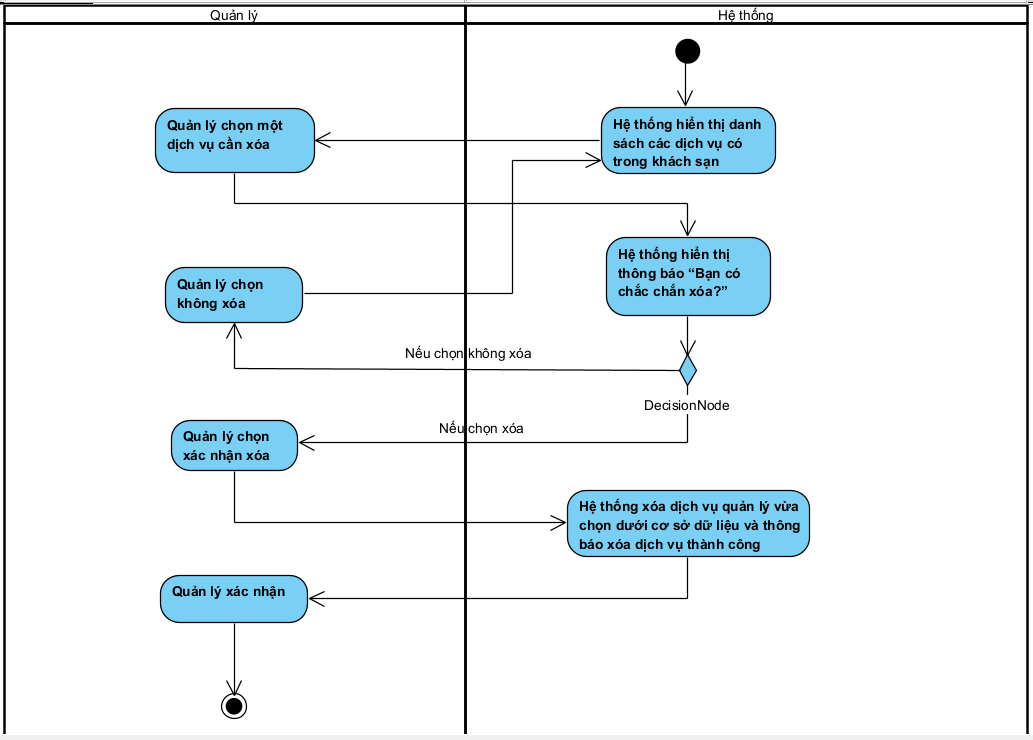 Quản lý
Hệ thống
Quản lý chọn một
dịch vụ cần xóa
Hệ thống hiển thị danh
sách các dịch vụ có
trong khách sạn
Hệ thống hiển thị
thông báo “Bạn có
chắc chắn xóa?”
Quản lý chọn
không xóa
Nếu chọn không xóa
DecisionNode
Nếu chọn xóa
Quản lý chọn
xác nhận xóa
Hệ thống xóa dịch vụ quản lý vừa
chọn dưới cơ sở dữ liệu và thông
báo xóa dịch vụ thành công
Quản lý xác nhận